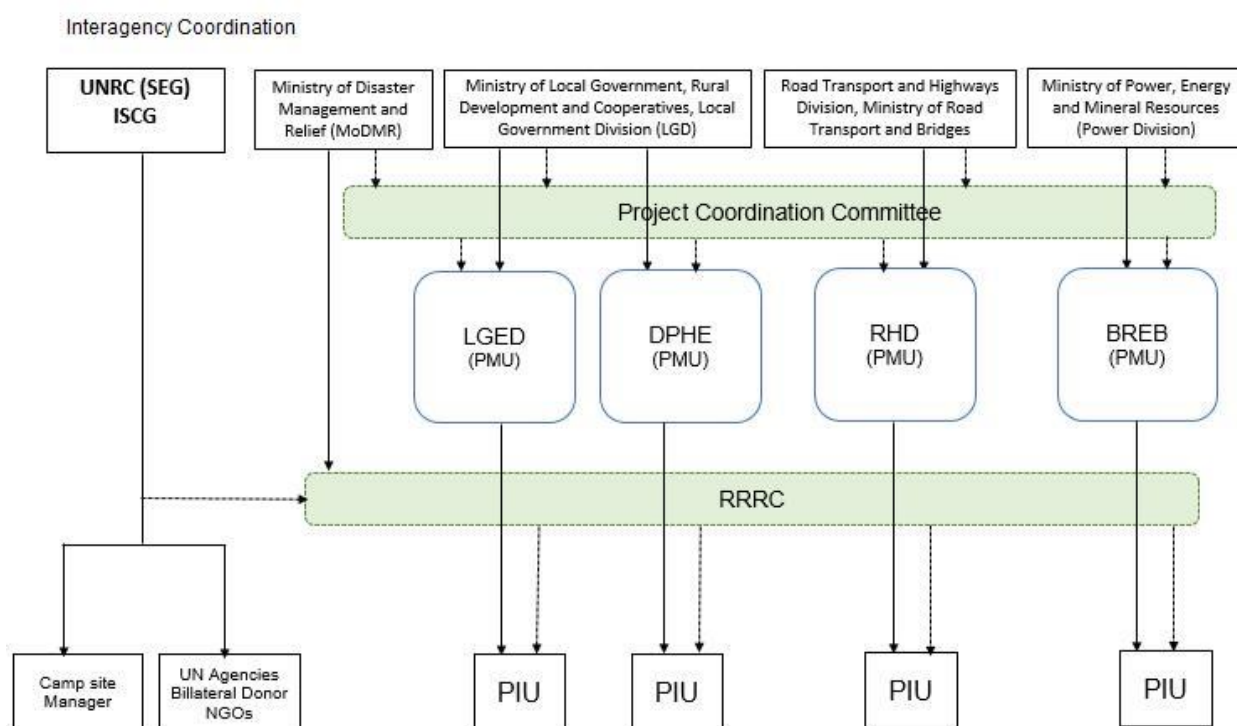 Interagency Coordination
UNRC (SEG)
ISCG
Ministry of Disaster
Management and
Relief (MoDMR)
Ministry of Local Government, Rural
Development and Cooperatives, Local
Government Division (LGD)
Road Transport and Highways
Division, Ministry of Road
Transport and Bridges
Ministry of Power, Energy
and Mineral Resources
(Power Division)
Project Coordination Committee
LGED
(PMU)
DPHE
(PMU)
RHD
(PMU)
BREB
(PMU)
RRRC
Camp site
Manager
UN Agencies
Billateral Donor
NGOs
PIU
PIU
PIU
PIU